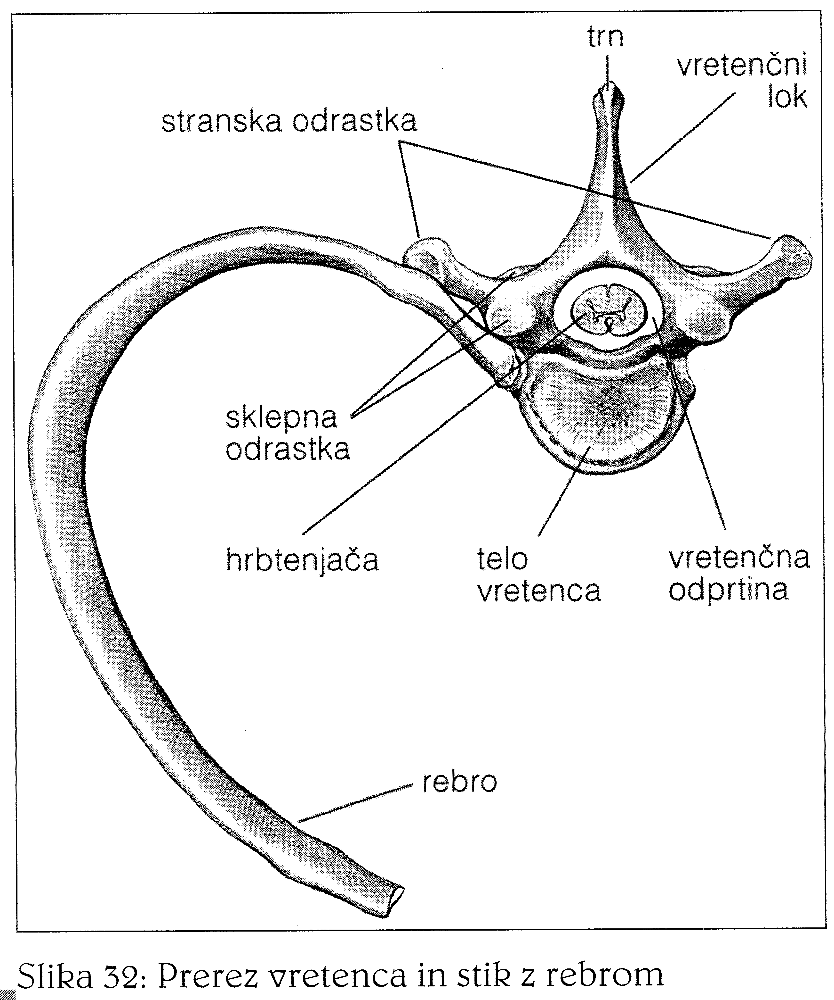 trn
vretenčni
lok
stranska odrastka
sklepna
odrastka
hrbtenjača
telo
vretenca
vretenčna
odprtina
rebro
Slika 32: Prerez vretenca in stik z rebrom